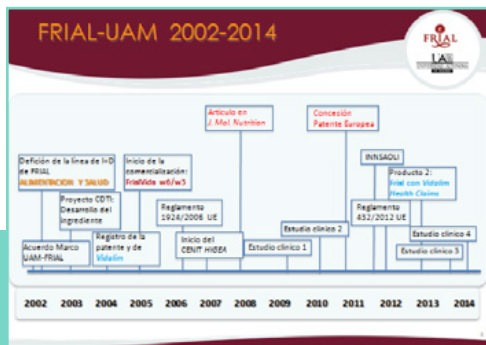 FRIAL-UAM 2002-2014
FRIAL
UAM
Artículo en
J. Mol. Nutrition
Concesión
Patente Europea
Defición de la línea de I+D
de FRIAL
ALIMENTACION Y SALUD
Inicio de la
comercialización:
FrialVida w6/w3
INNSAOLI
Producto 2:
Frial con Vidalim
Health Claims
Proyecto CDTI:
Desarrollo del
ingrediente
Reglamento
1924/2006 UE
Reglamento
432/2012 UE
Acuerdo Marco
UAM-FRIAL
Registro de la
patente y de
Vidalim
Inicio del
CENIT HIGEA
Estudio clínico 1
Estudio clínico 2
Estudio clínico 4
Estudio clínico 3
2002 2003 2004 2005 2006 2007 2008 2009 2010 2011 2012 2013 2014